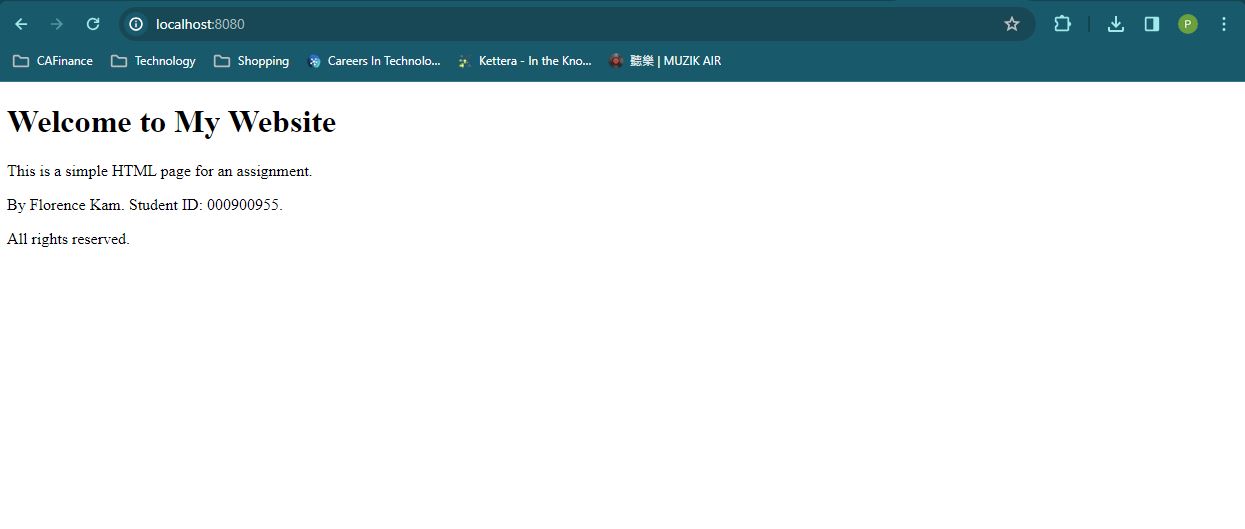 localhost:8080
CAFinance Technology Shopping Careers In Technolo... Kettera - In the Kno... 聽樂 | MUZIK AIR
P
Welcome to My Website
This is a simple HTML page for an assignment.
By Florence Kam. Student ID: 000900955.
All rights reserved.